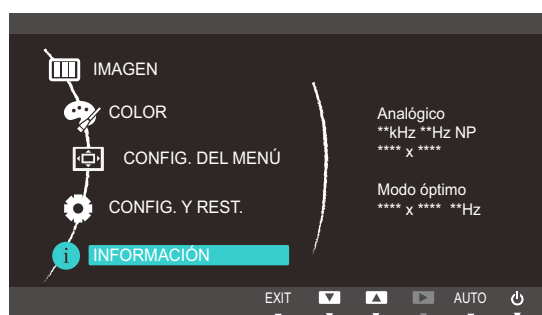 IMAGEN
COLOR
CONFIG. DEL MENÚ
CONFIG. Y REST.
INFORMACIÓN
Analógico
**kHz **Hz NP
**** x ****
Modo óptimo
**** x **** **Hz
EXIT AUTO